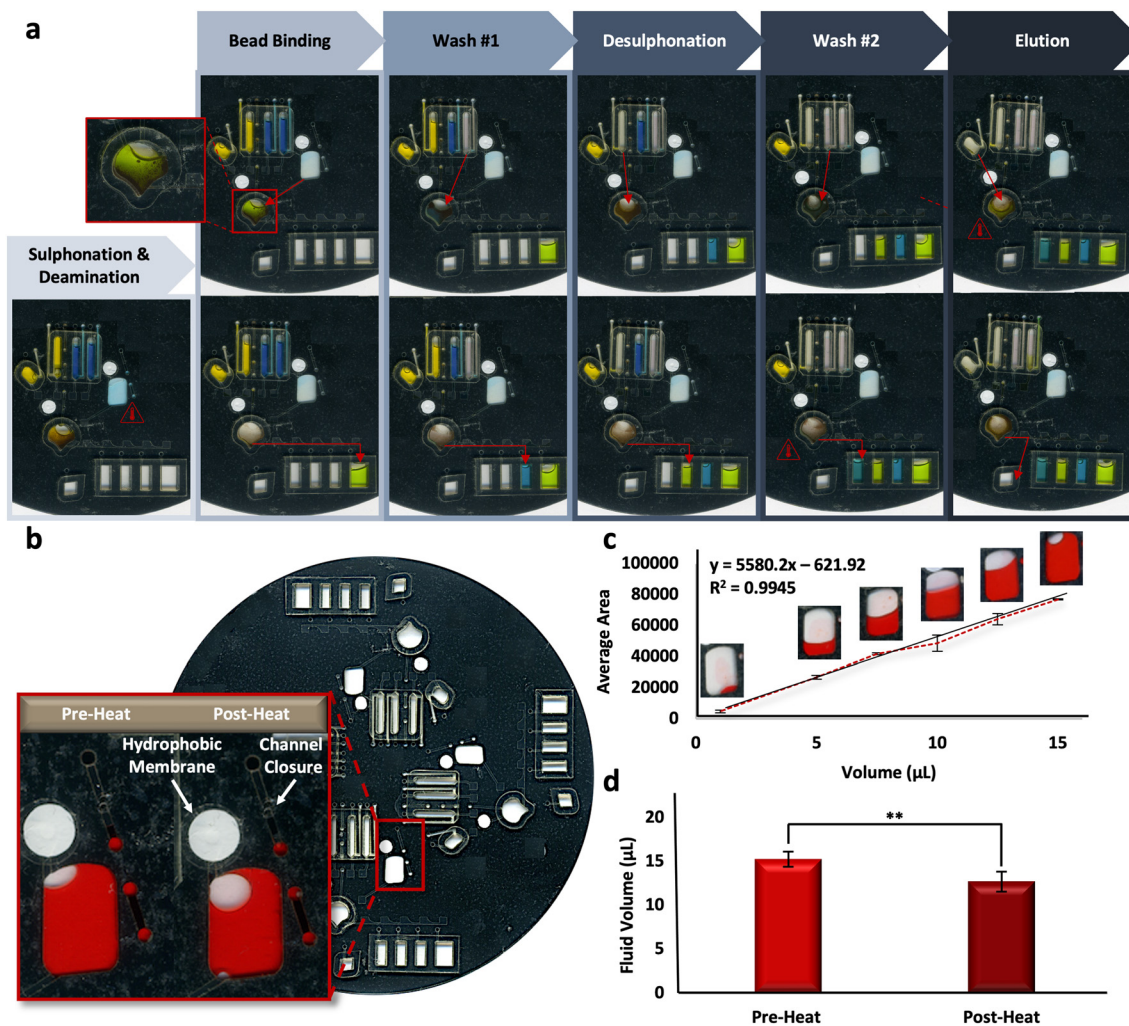 a
Bead Binding
Wash #1
Desulphonation
Wash #2
Elution
Sulphonation &
Deamination
b
Pre-Heat
Post-Heat
Hydrophobic
Membrane
Channel
Closure
c
y = 5580.2x – 621.92
R² = 0.9945
Average Area
100000
80000
60000
40000
20000
0
0
5
10
15
Volume (µL)
d
**
Fluid Volume (µL)
20
15
10
5
0
Pre-Heat
Post-Heat